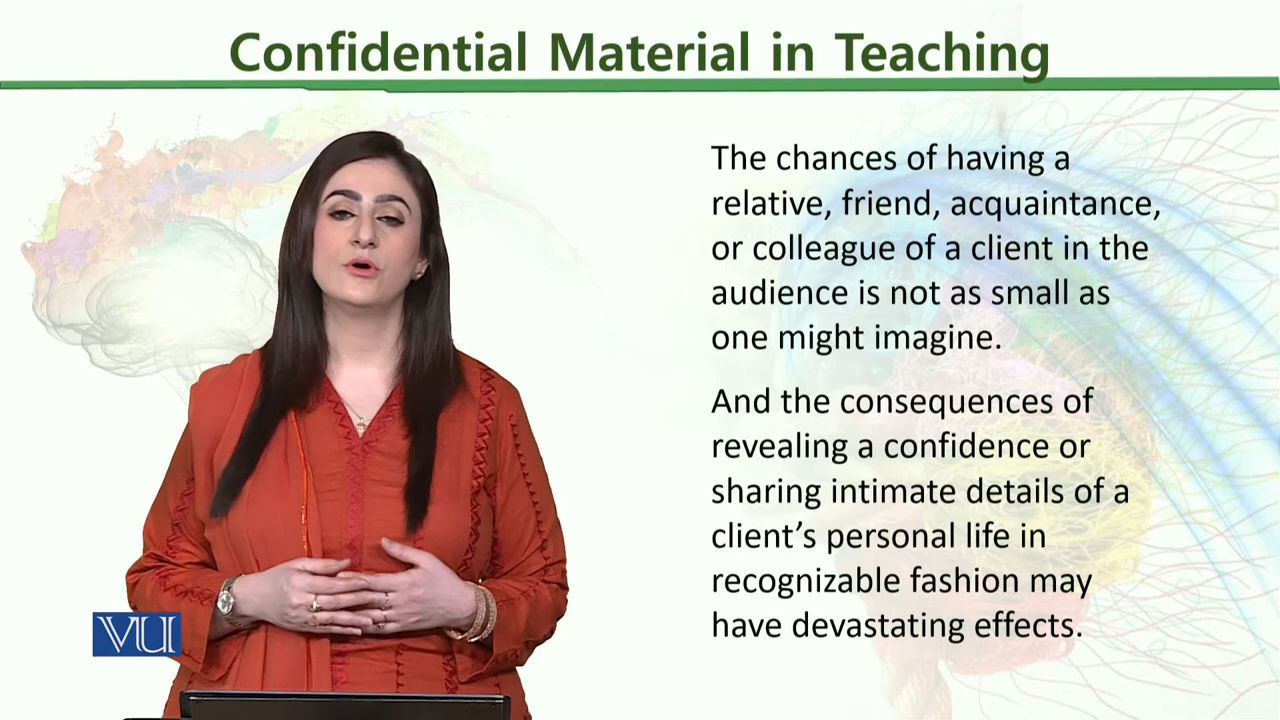 Confidential Material in Teaching
The chances of having a
relative, friend, acquaintance,
or colleague of a client in the
audience is not as small as
one might imagine.
And the consequences of
revealing a confidence or
sharing intimate details of a
client’s personal life in
recognizable fashion may
have devastating effects.
VU